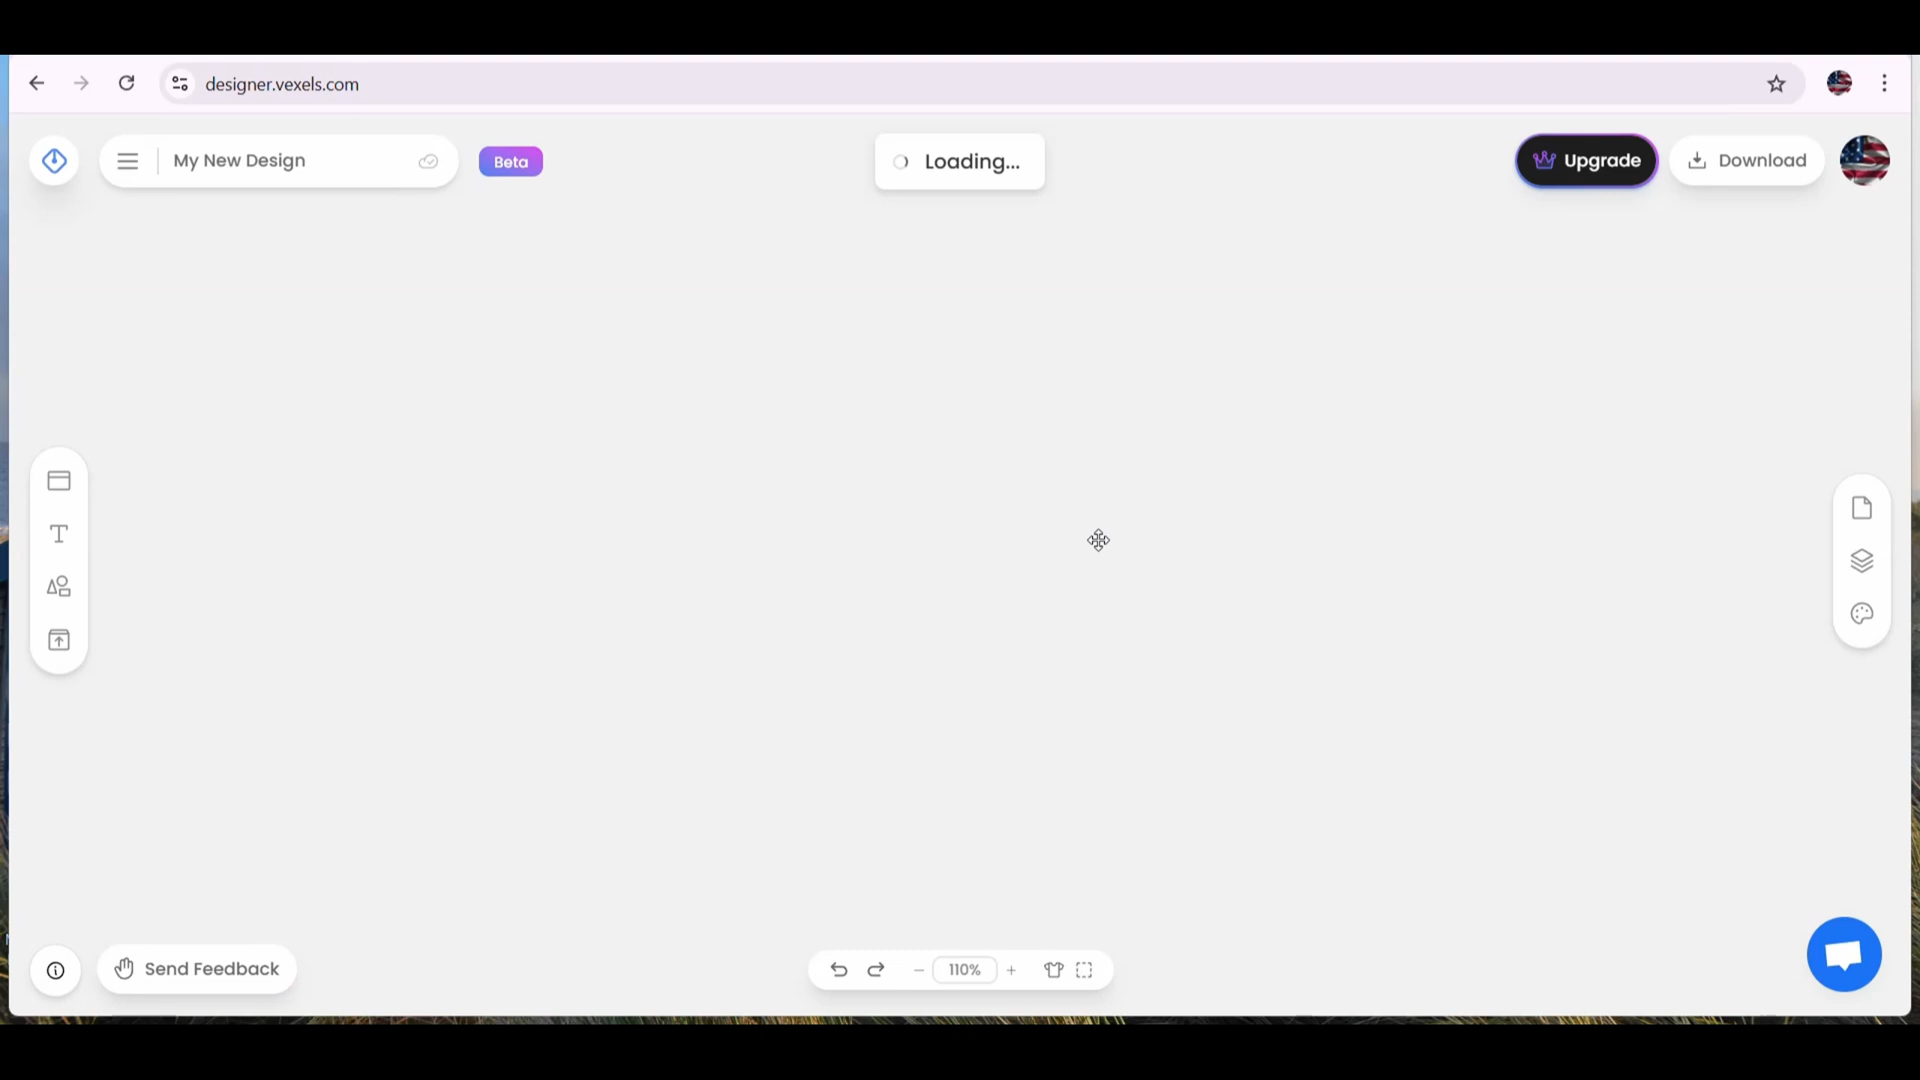 designer.vexels.com
My New Design
Beta
Loading...
Upgrade
Download
Send Feedback
110%